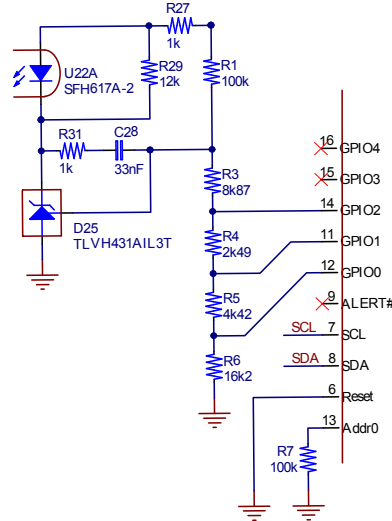 R27
1k
U22A
SFH617A-2
R29
12k
R1
100k
R31
1k
C28
33nF
D25
TLVH431AIL3T
R3
8k87
R4
2k49
R5
4k42
R6
16k2
16 GPIO4
15 GPIO3
14 GPIO2
11 GPIO1
12 GPIO0
9 ALERT#
SCL 7 SCL
SDA 8 SDA
6 Reset
13 Addr0
R7
100k